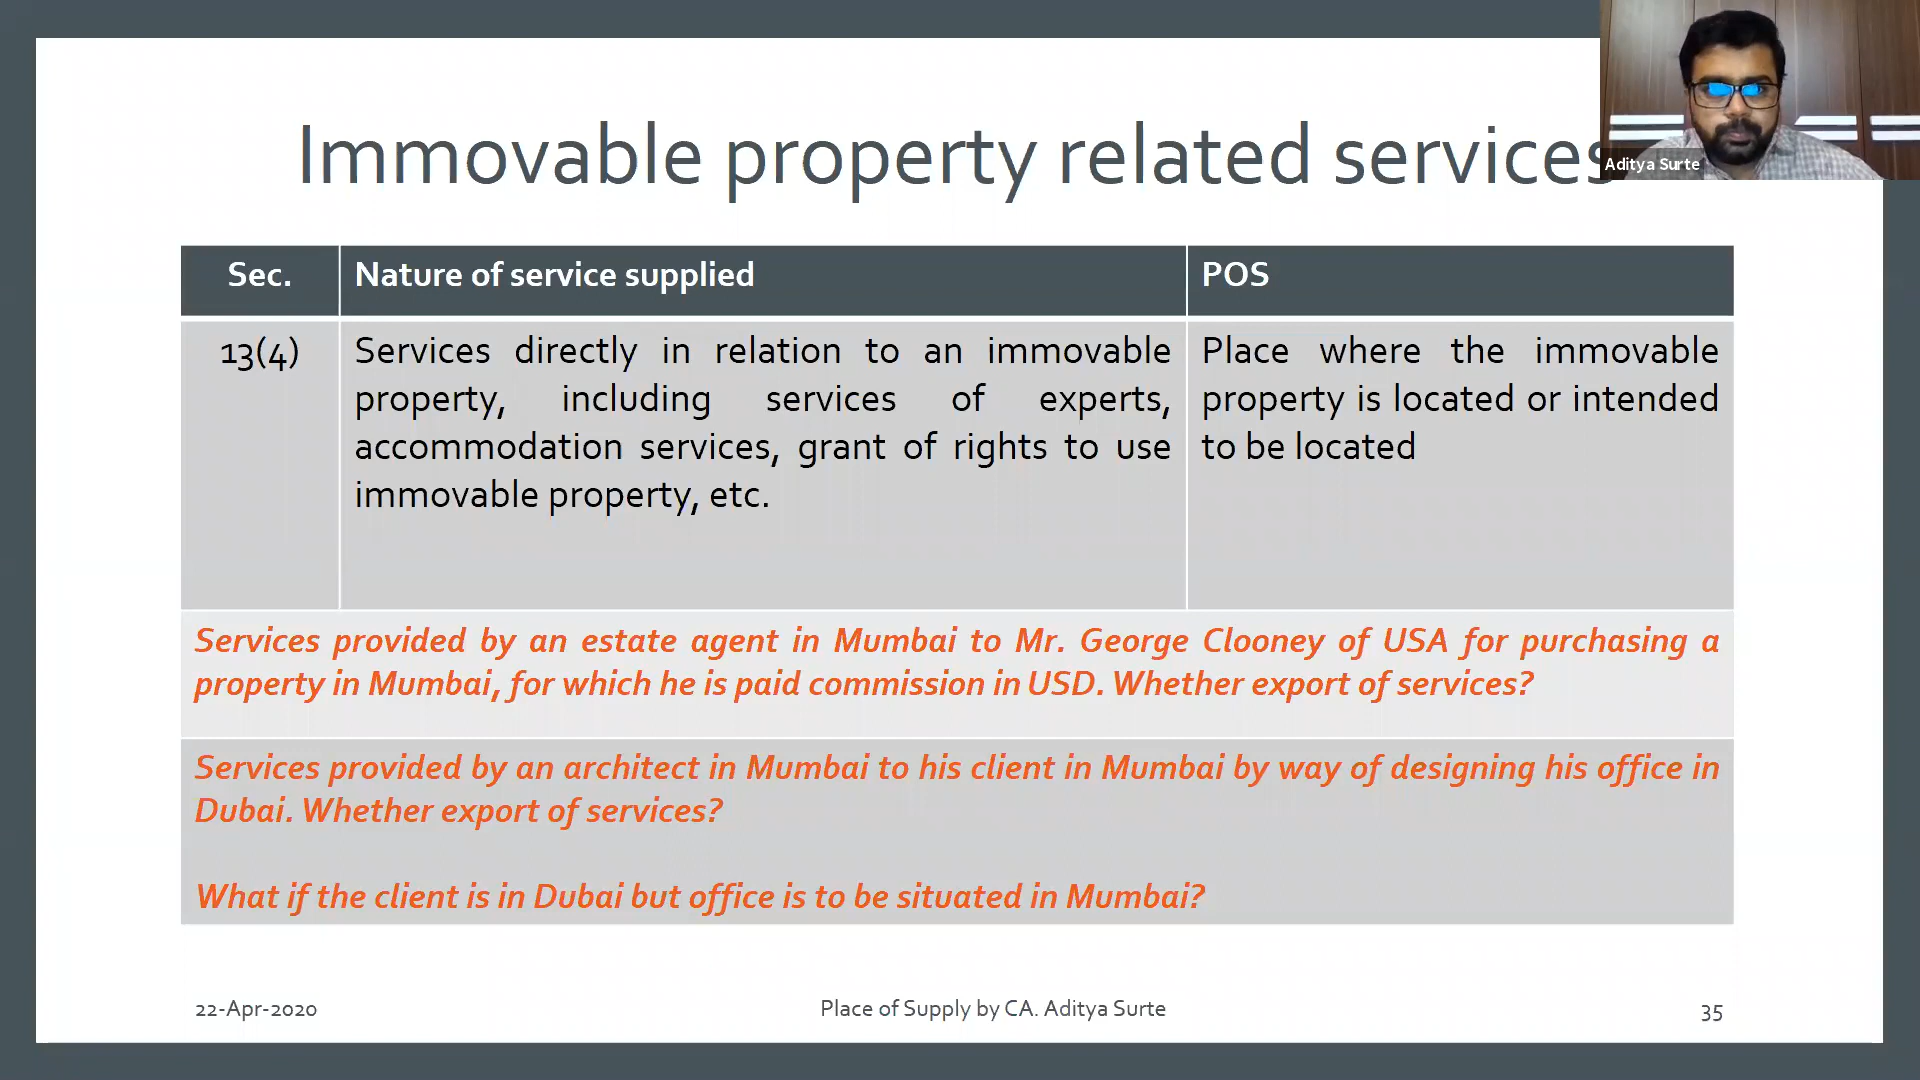 Immovable property related services
Aditya Surte
Sec. Nature of service supplied POS
13(4) Services directly in relation to an immovable property, including services of experts, accommodation services, grant of rights to use immovable property, etc.
Place where the immovable property is located or intended to be located
Services provided by an estate agent in Mumbai to Mr. George Clooney of USA for purchasing a
property in Mumbai, for which he is paid commission in USD. Whether export of services?
Services provided by an architect in Mumbai to his client in Mumbai by way of designing his office in
Dubai. Whether export of services?
What if the client is in Dubai but office is to be situated in Mumbai?
22-Apr-2020 Place of Supply by CA. Aditya Surte 35